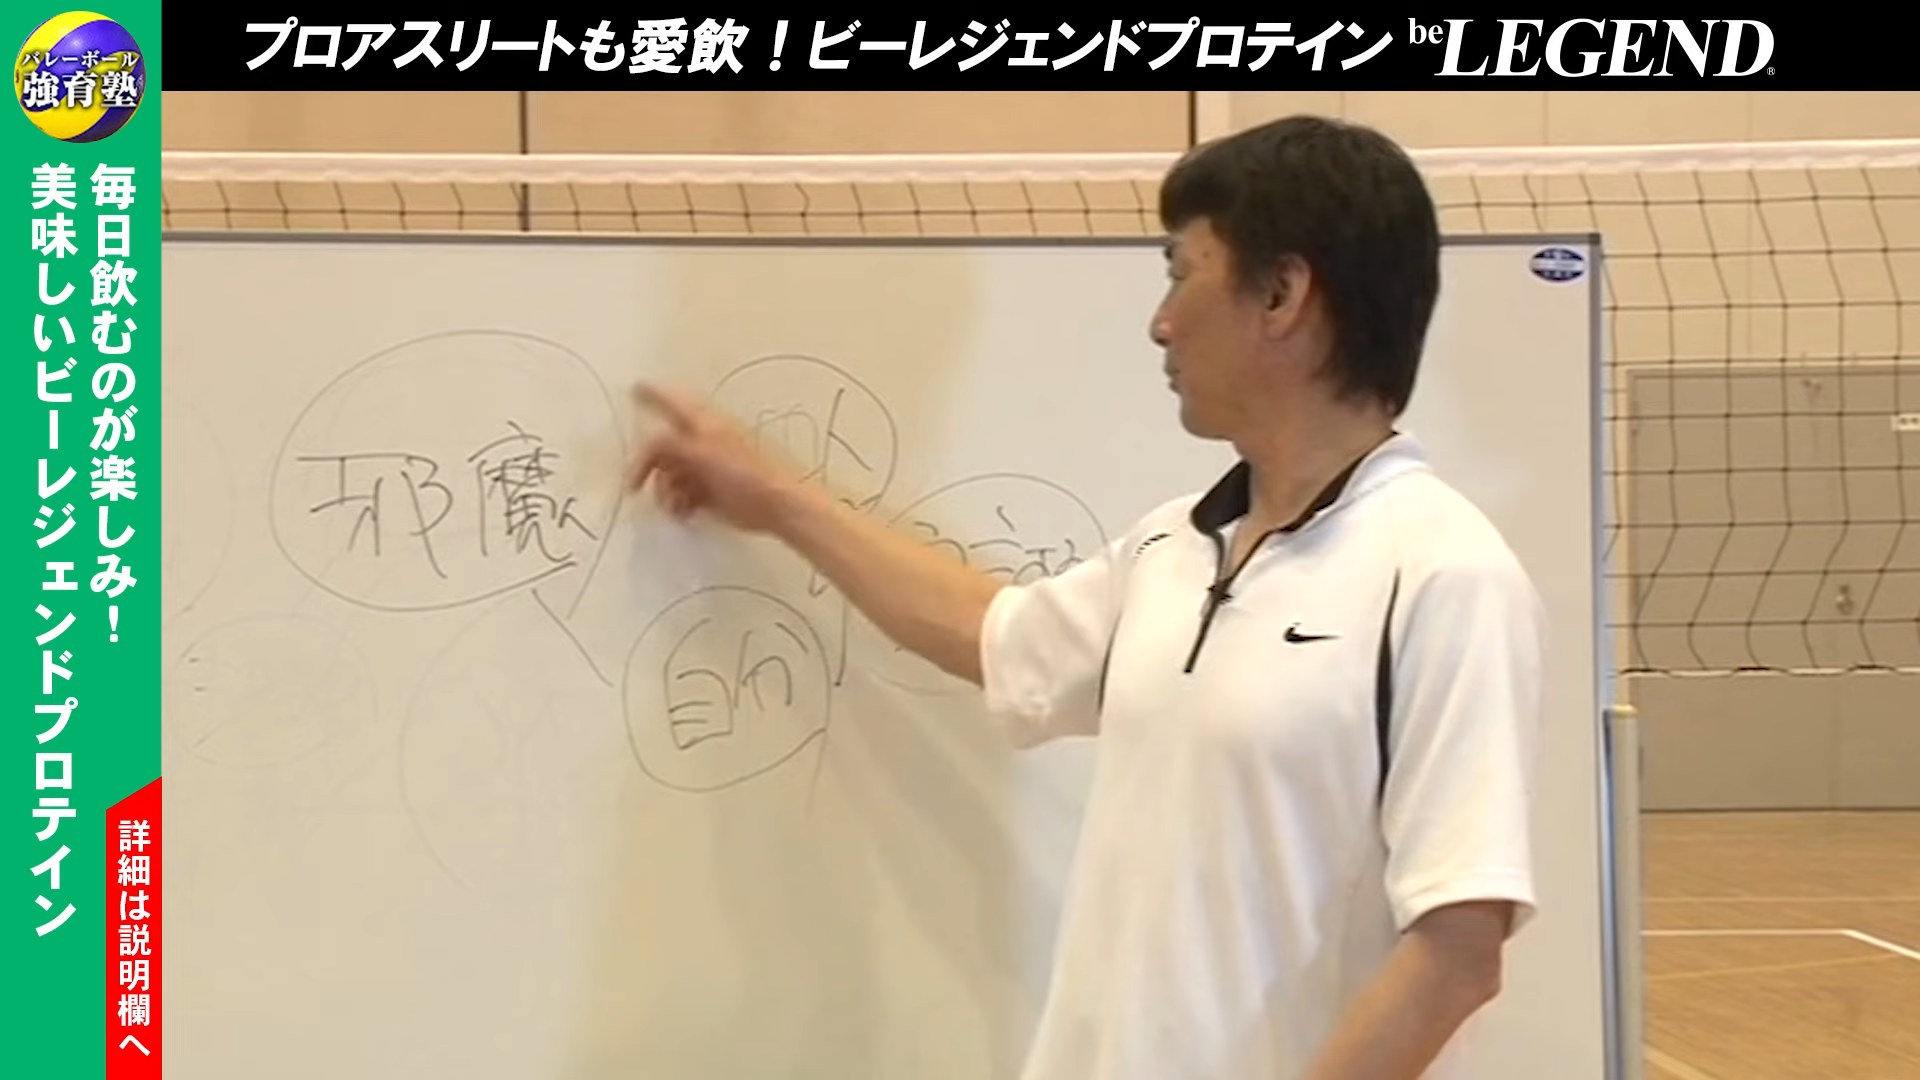 プロアスリートも愛飲！ビーレジェンドプロテイン be LEGEND®
バレーボール
強育塾
毎日飲むのが楽しみ！
美味しいビーレジェンドプロテイン
詳細は説明欄へ
邪魔
自分